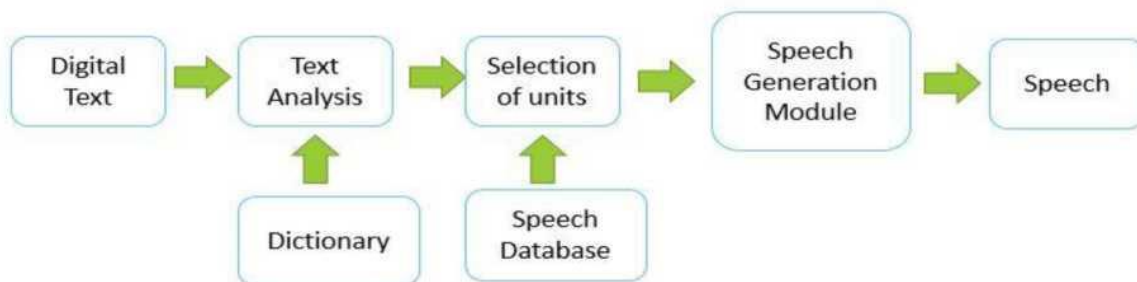 Digital
Text
Text
Analysis
Selection
of units
Speech
Generation
Module
Speech
Dictionary
Speech
Database